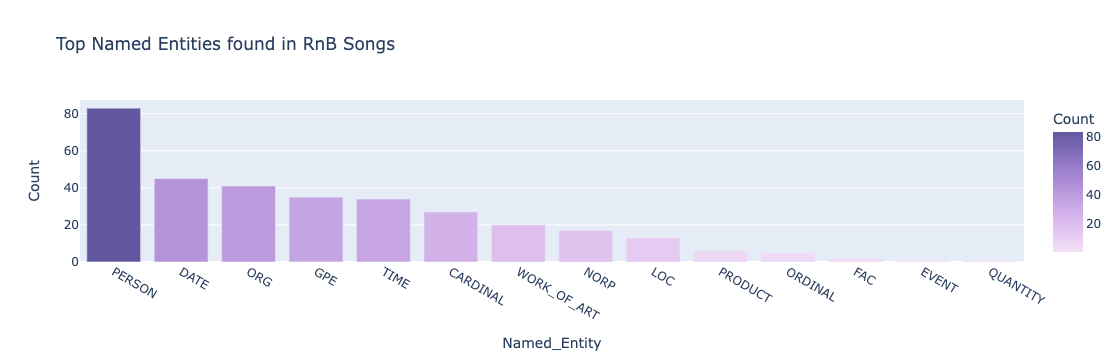 Top Named Entities found in RnB Songs
Count
80
60
40
20
0
PERSON
DATE
ORG
GPE
TIME
CARDINAL
WORK_OF_ART
NORP
LOC
PRODUCT
ORDINAL
FAC
EVENT
QUANTITY
Named_Entity
Count
80
60
40
20